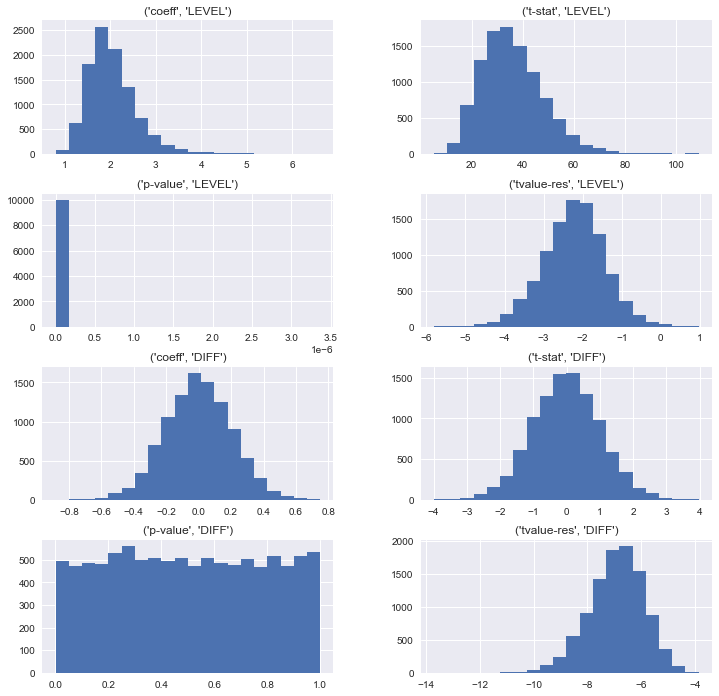 ('coeff', 'LEVEL')
2500
2000
1500
1000
500
0
1 2 3 4 5 6
('t-stat', 'LEVEL')
1500
1000
500
0
20 40 60 80 100
('p-value', 'LEVEL')
10000
8000
6000
4000
2000
0
0.0 0.5 1.0 1.5 2.0 2.5 3.0 3.5
1e−6
('tvalue-res', 'LEVEL')
1500
1000
500
0
−6 −5 −4 −3 −2 −1 0 1
('coeff', 'DIFF')
1500
1000
500
0
−0.8 −0.6 −0.4 −0.2 0.0 0.2 0.4 0.6 0.8
('t-stat', 'DIFF')
1500
1000
500
0
−4 −3 −2 −1 0 1 2 3 4
('p-value', 'DIFF')
500
400
300
200
100
0
0.0 0.2 0.4 0.6 0.8 1.0
('tvalue-res', 'DIFF')
2000
1500
1000
500
0
−14 −12 −10 −8 −6 −4